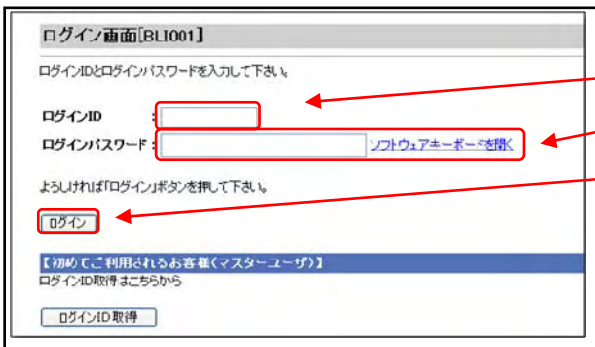 ログイン画面[BLI001]
ログインIDとログインパスワードを入力して下さい。
ログインID :
ログインパスワード : ソフトウェアキーボードを開く
よろしければ「ログイン」ボタンを押して下さい。
ログイン
【初めてご利用されるお客様(マスターユーザ)】
ログインID取得はこちらから
ログインID取得